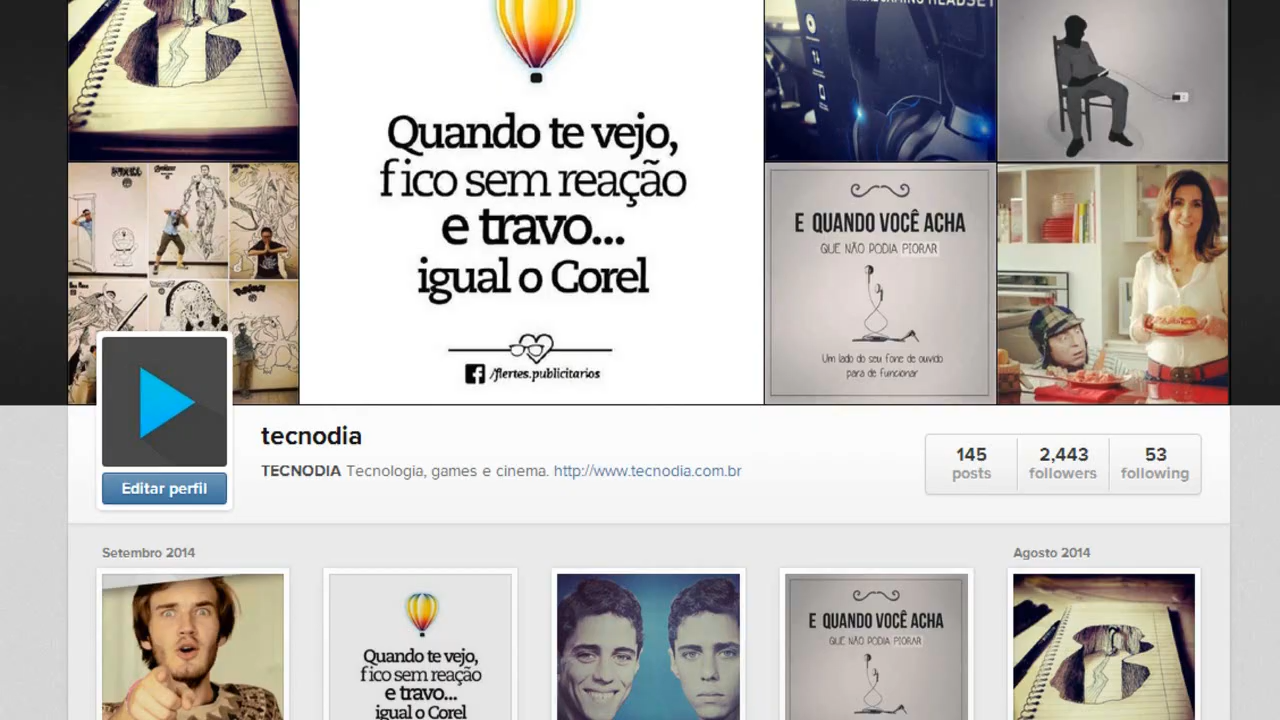 GAMING HEADSET
Quando te vejo,
fico sem reação
e travo...
igual o Corel
/flertes.publicitarios
E QUANDO VOCÊ ACHA
QUE NÃO PODIA PIORAR
Um lado do seu fone de ouvido
para de funcionar
tecnodia
TECNODIA Tecnologia, games e cinema. http://www.tecnodia.com.br
Editar perfil
145
posts
2,443
followers
53
following
Setembro 2014
Agosto 2014
Quando te vejo,
fico sem reação
e travo...
igual o Corel
E QUANDO VOCÊ ACHA
QUE NÃO PODIA PIORAR